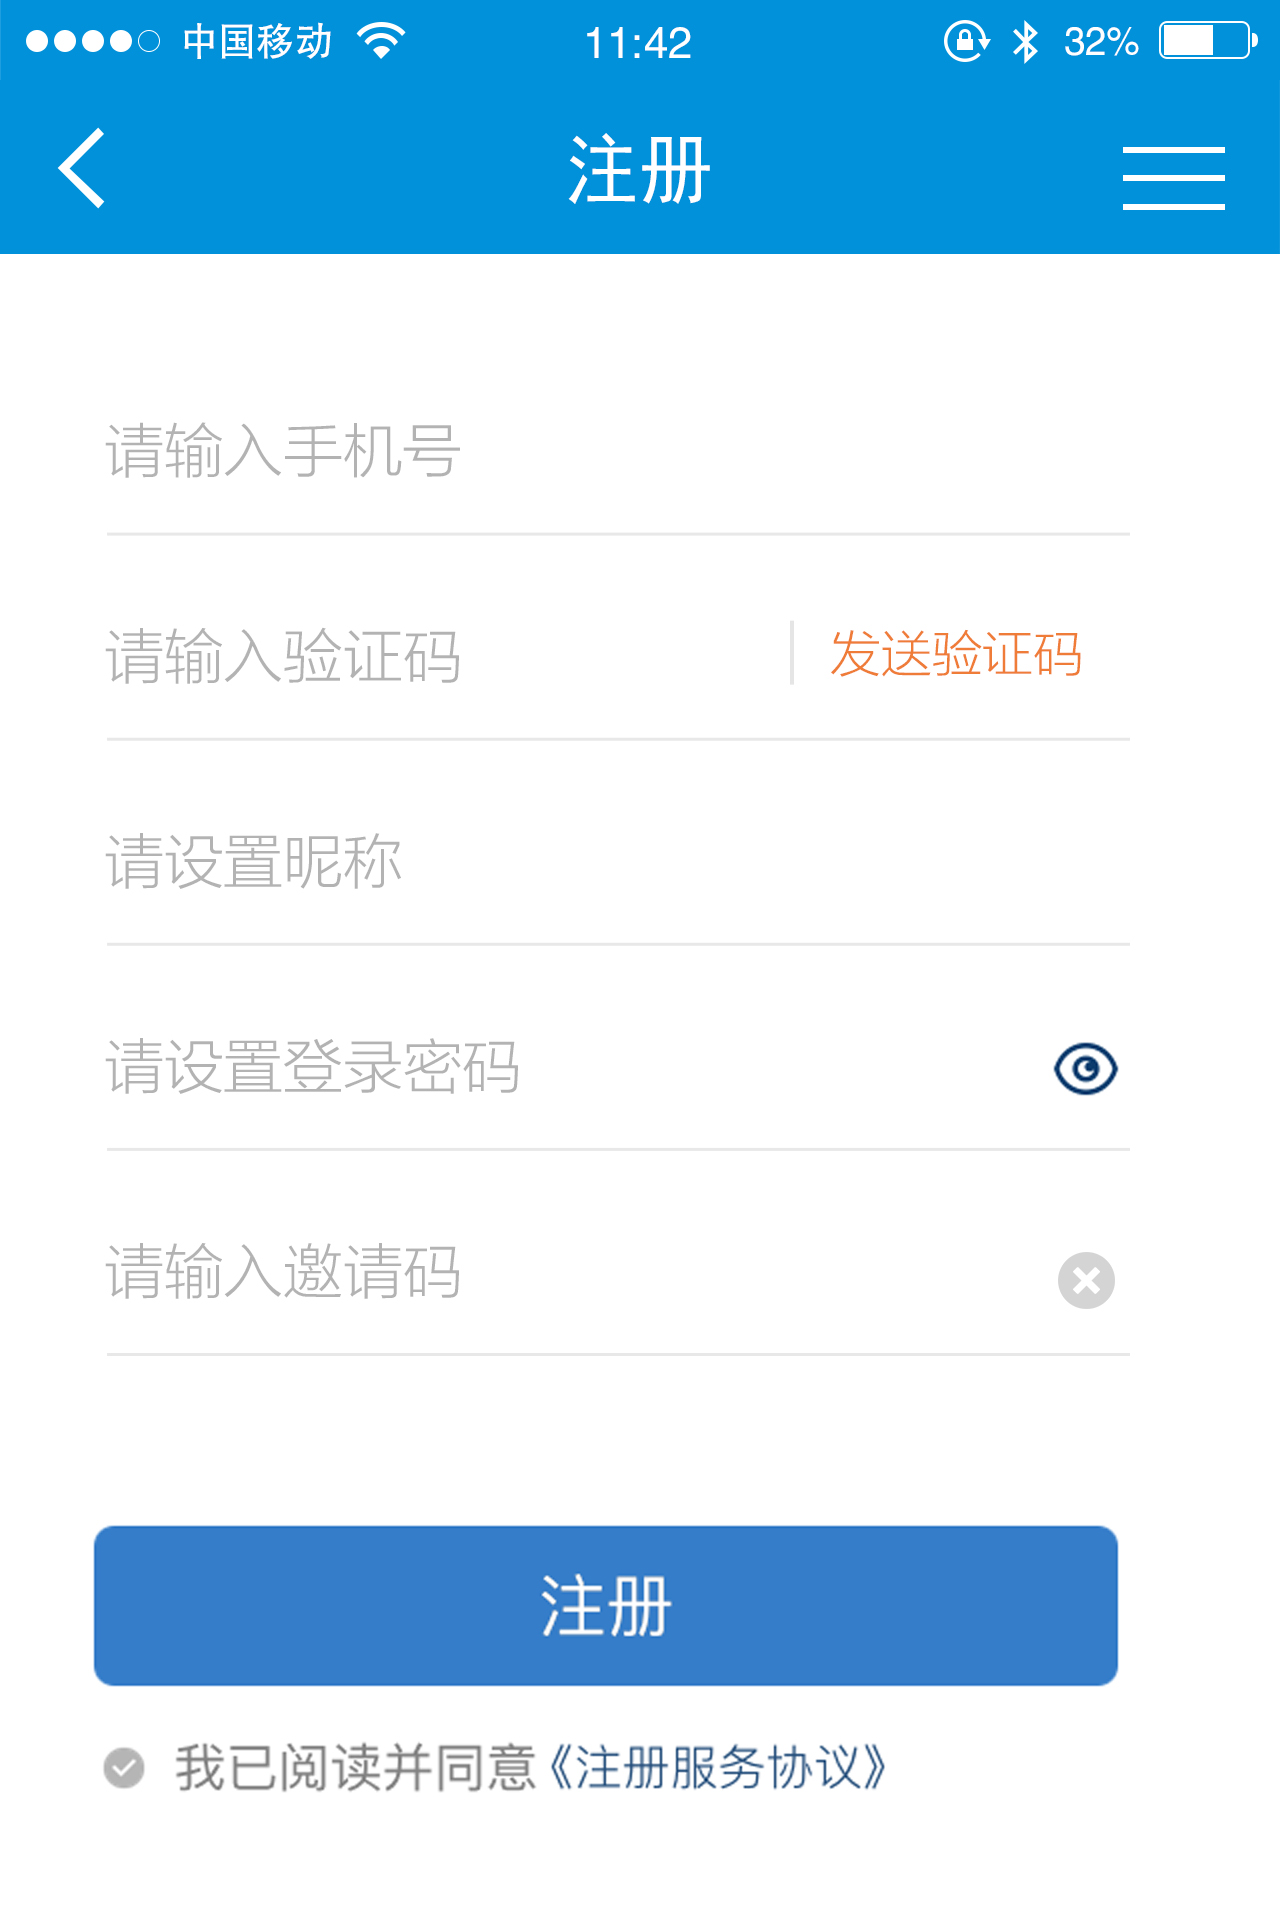 中国移动 11:42 32%
注册
请输入手机号
请输入验证码 发送验证码
请设置昵称
请设置登录密码
请输入邀请码
注册
我已阅读并同意《注册服务协议》